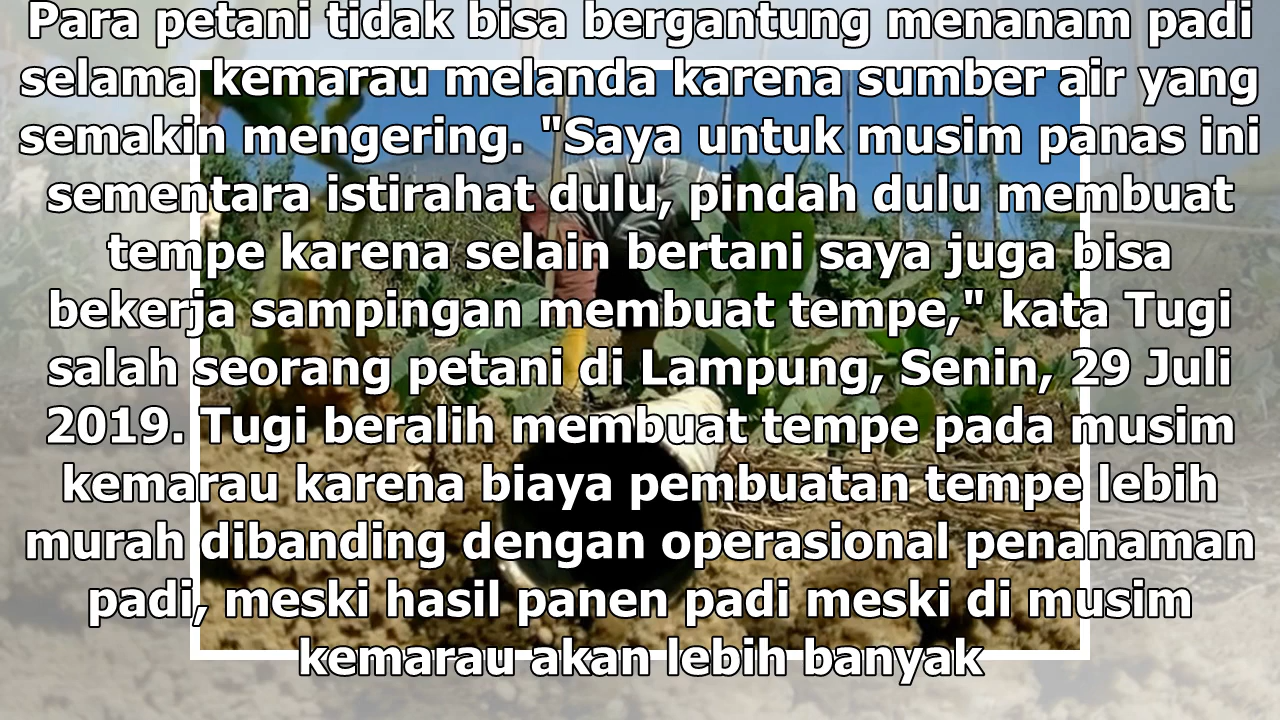 Para petani tidak bisa bergantung menanam padi
selama kemarau melanda karena sumber air yang
semakin mengering. "Saya untuk musim panas ini
sementara istirahat dulu, pindah dulu membuat
tempe karena selain bertani saya juga bisa
bekerja sampingan membuat tempe," kata Tugi
salah seorang petani di Lampung, Senin, 29 Juli
2019. Tugi beralih membuat tempe pada musim
kemarau karena biaya pembuatan tempe lebih
murah dibanding dengan operasional penanaman
padi, meski hasil panen padi meski di musim
kemarau akan lebih banyak